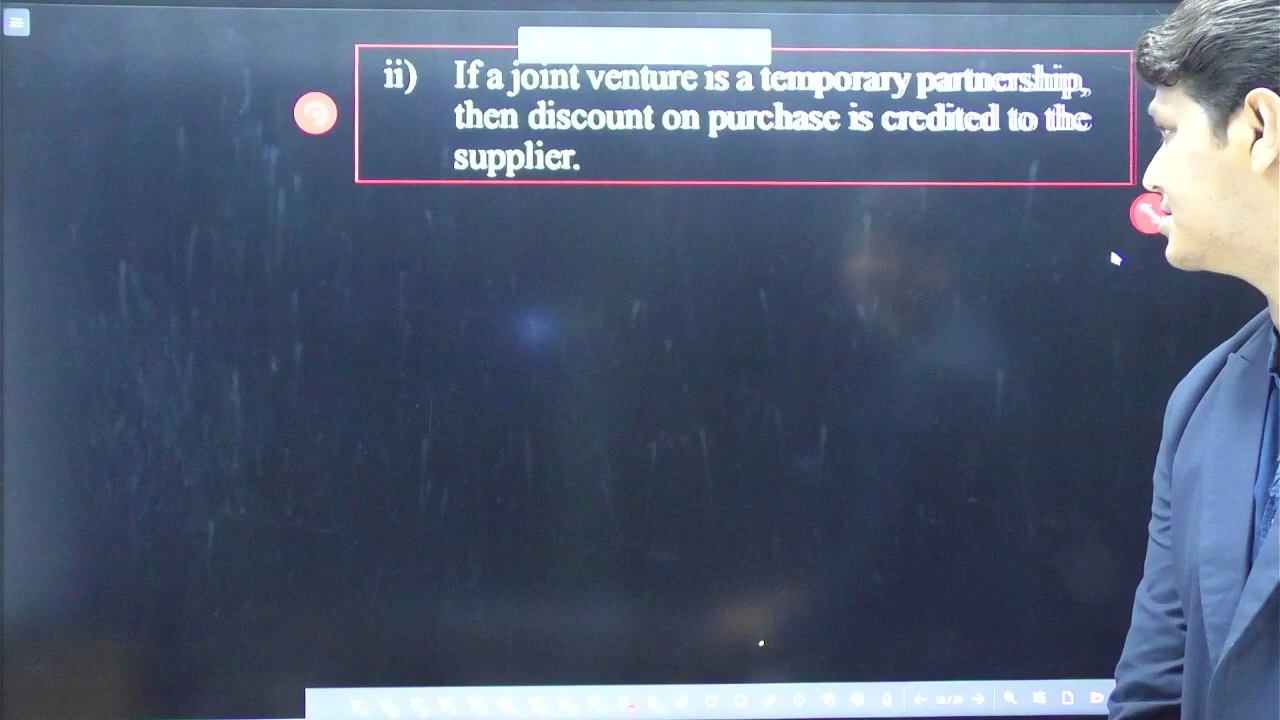 ii) If a joint venture is a temporary partnership,
then discount on purchase is credited to the
supplier.